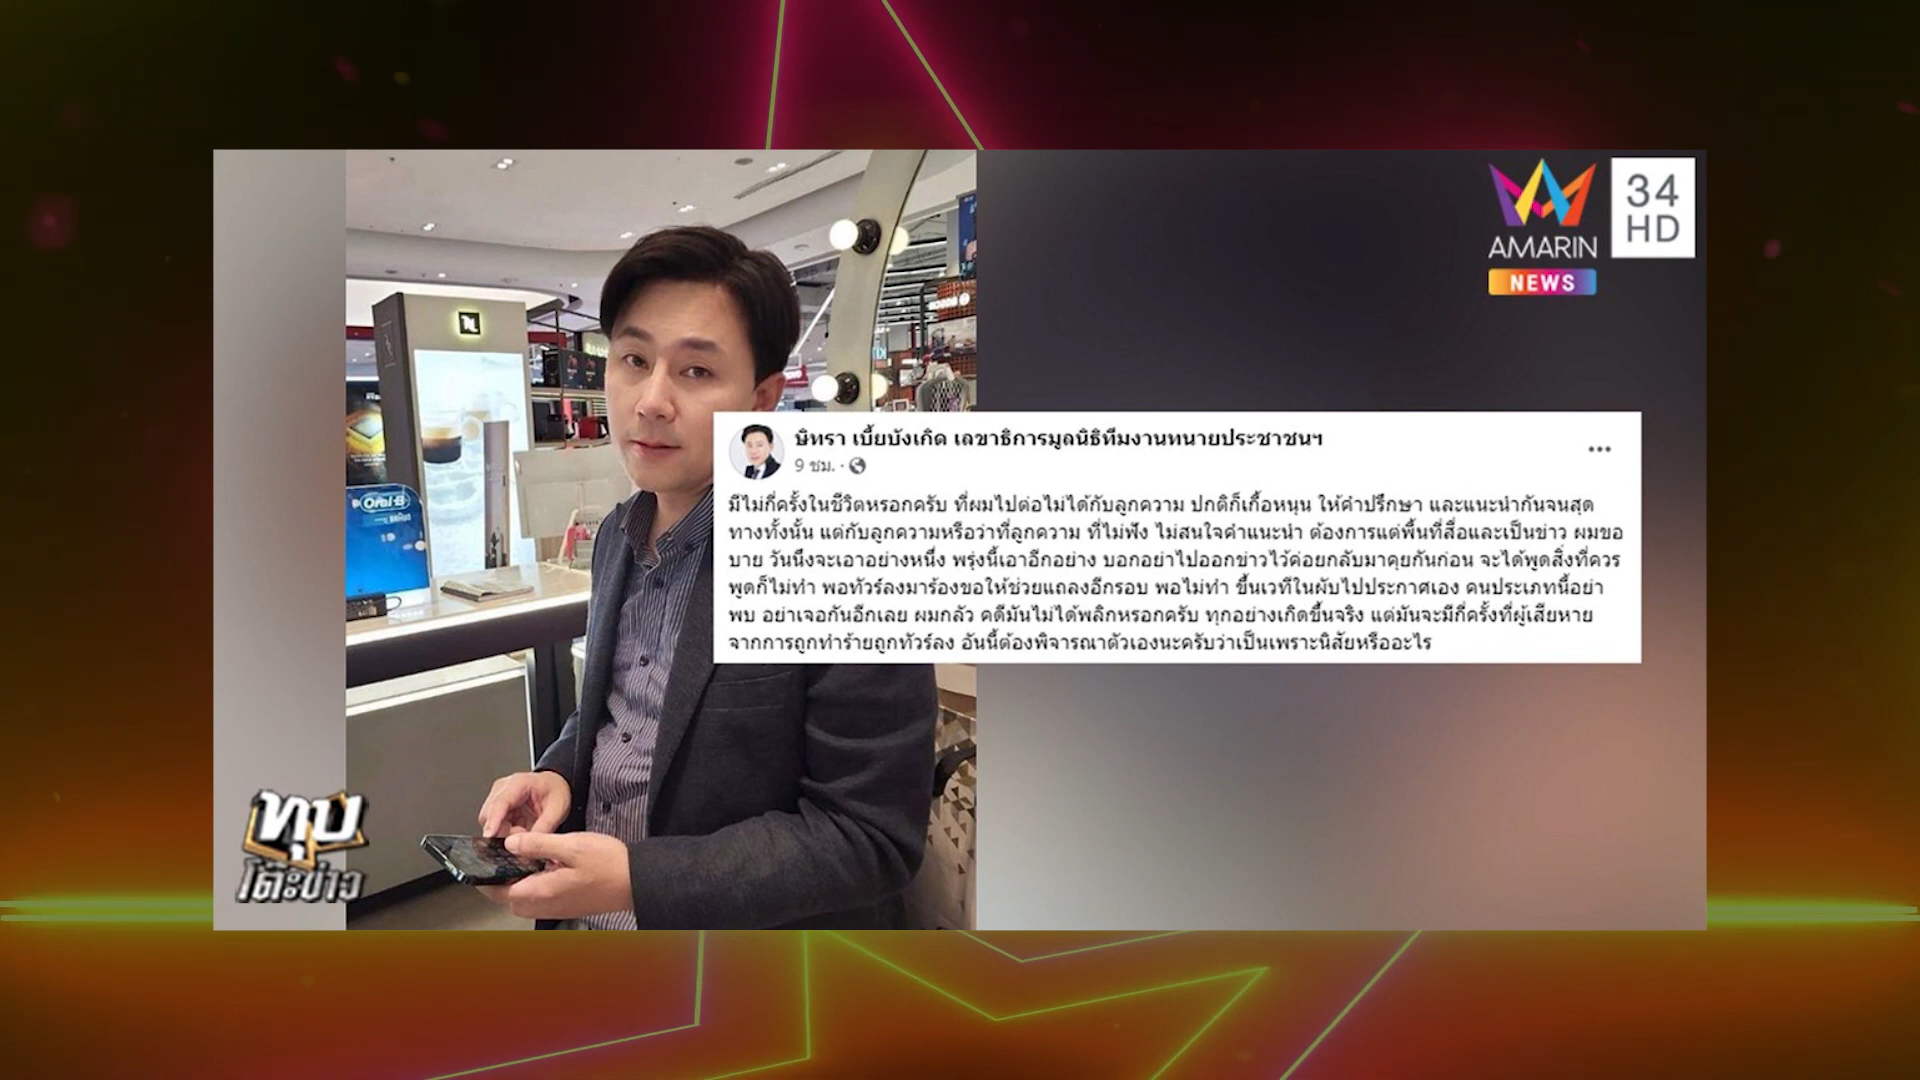 AMARIN
NEWS
34
HD
Oral-B
BRAUN
ษิทรา เบี้ยบังเกิด เลขาธิการมูลนิธิทีมงานทนายประชาชนฯ
9 ชม. ·
มีไม่กี่ครั้งในชีวิตหรอกครับ ที่ผมไปต่อไม่ได้กับลูกความ ปกติก็เกื้อหนุน ให้คำปรึกษา และแนะนำกันจนสุด
ทางทั้งนั้น แต่กับลูกความหรือว่าที่ลูกความ ที่ไม่ฟัง ไม่สนใจคำแนะนำ ต้องการแต่พื้นที่สื่อและเป็นข่าว ผมขอ
บาย วันนึงจะเอาอย่างหนึ่ง พรุ่งนี้เอาอีกอย่าง บอกอย่าไปออกข่าวไว้ค่อยกลับมาคุยกันก่อน จะได้พูดสิ่งที่ควร
พูดก็ไม่ทำ พอทัวร์ลงมาร้องขอให้ช่วยแถลงอีกรอบ พอไม่ทำ ขึ้นเวทีในผับไปประกาศเอง คนประเภทนี้อย่า
พบ อย่าเจอกันอีกเลย ผมกลัว คดีมันไม่ได้พลิกหรอกครับ ทุกอย่างเกิดขึ้นจริง แต่มันจะมีกี่ครั้งที่ผู้เสียหาย
จากการถูกทำร้ายถูกทัวร์ลง อันนี้ต้องพิจารณาตัวเองนะครับว่าเป็นเพราะนิสัยหรืออะไร
ทุบ
โต๊ะข่าว